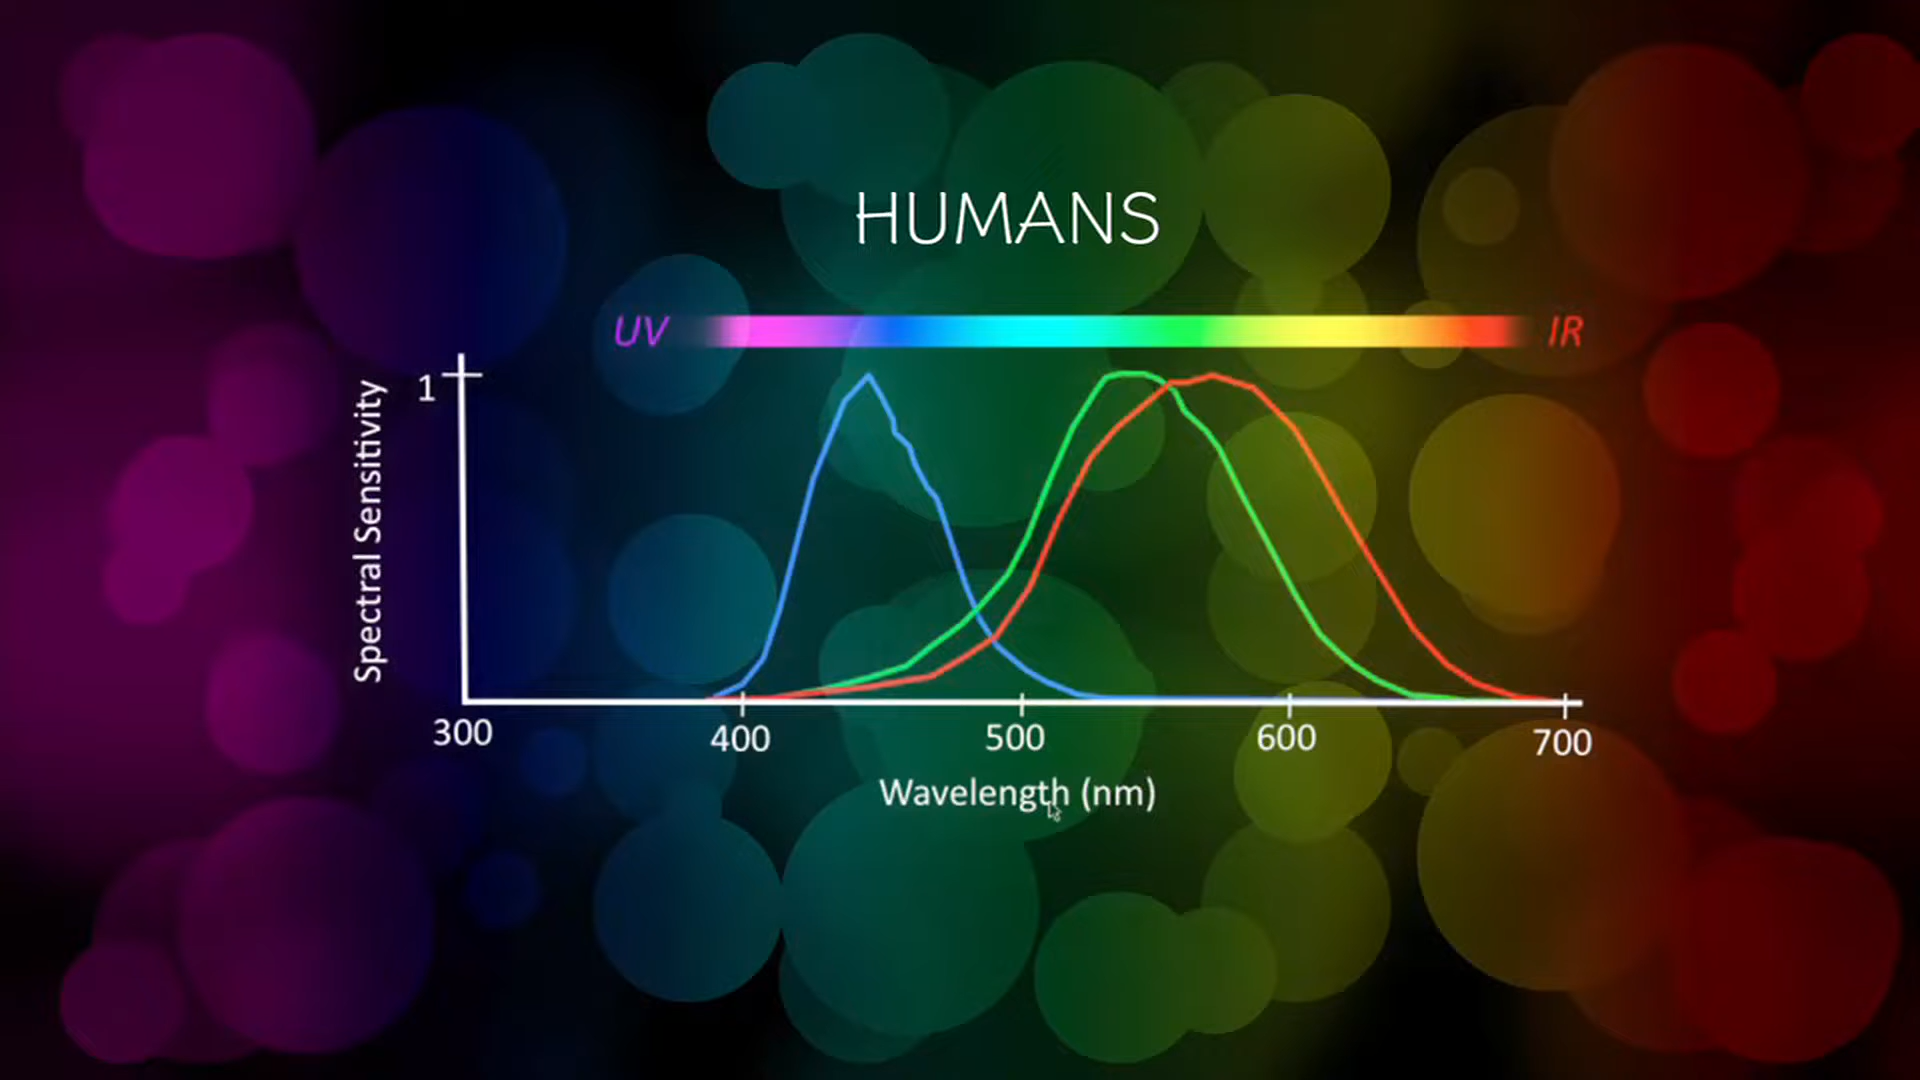 HUMANS
UV
IR
1
Spectral Sensitivity
300
400
500
600
700
Wavelength (nm)